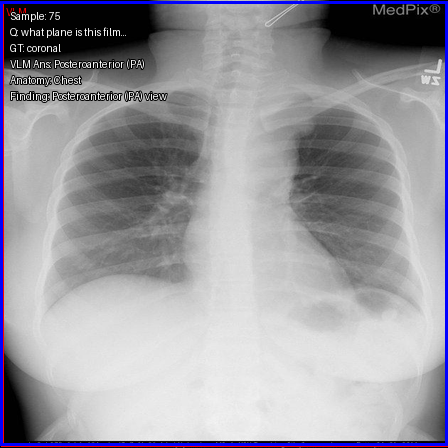 VLM
MedPix®
Sample: 75
Q: what plane is this film...
GT: coronal
VLM Ans: Posteroanterior (PA)
Anatomy: Chest
Finding: Posteroanterior (PA) view
L